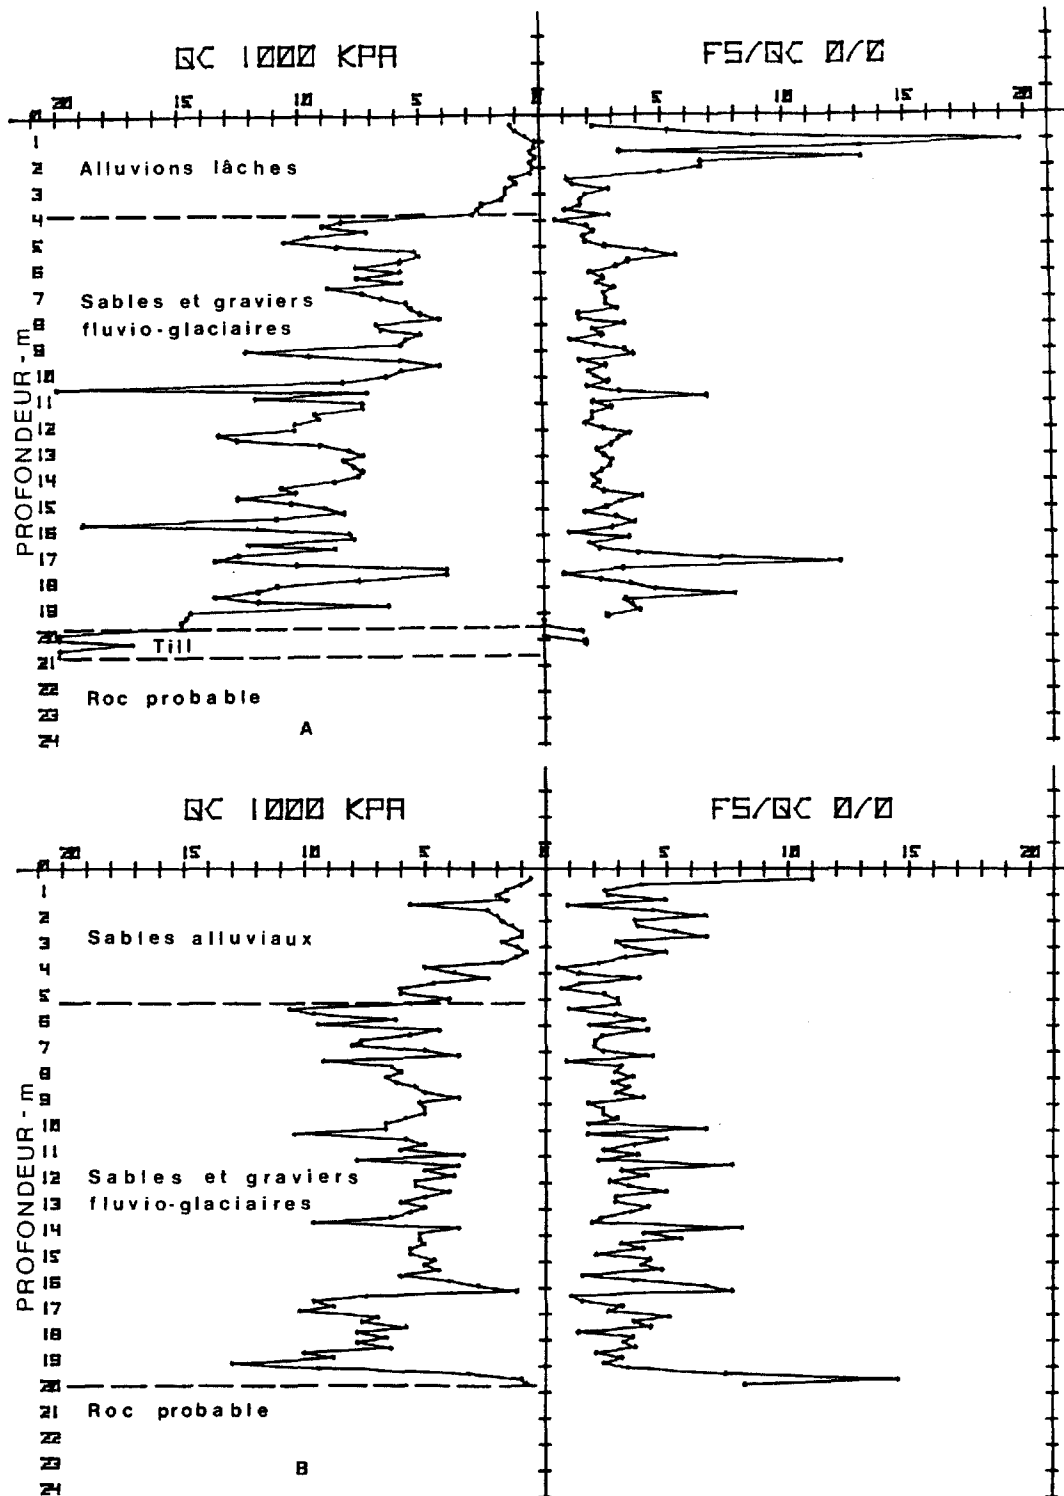 QC 1000 KPA
FS/QC 0/0
20 15 10 5 0 5 10 15 20
0
1
2
3
4
5
6
7
8
9
10
11
12
13
14
15
16
17
18
19
20
21
22
23
24
PROFONDEUR - m
Alluvions lâches
Sables et graviers
fluvio-glaciaires
Till
Roc probable
A
QC 1000 KPA
FS/QC 0/0
20 15 10 5 0 5 10 15 20
0
1
2
3
4
5
6
7
8
9
10
11
12
13
14
15
16
17
18
19
20
21
22
23
24
PROFONDEUR - m
Sables alluviaux
Sables et graviers
fluvio-glaciaires
Roc probable
B